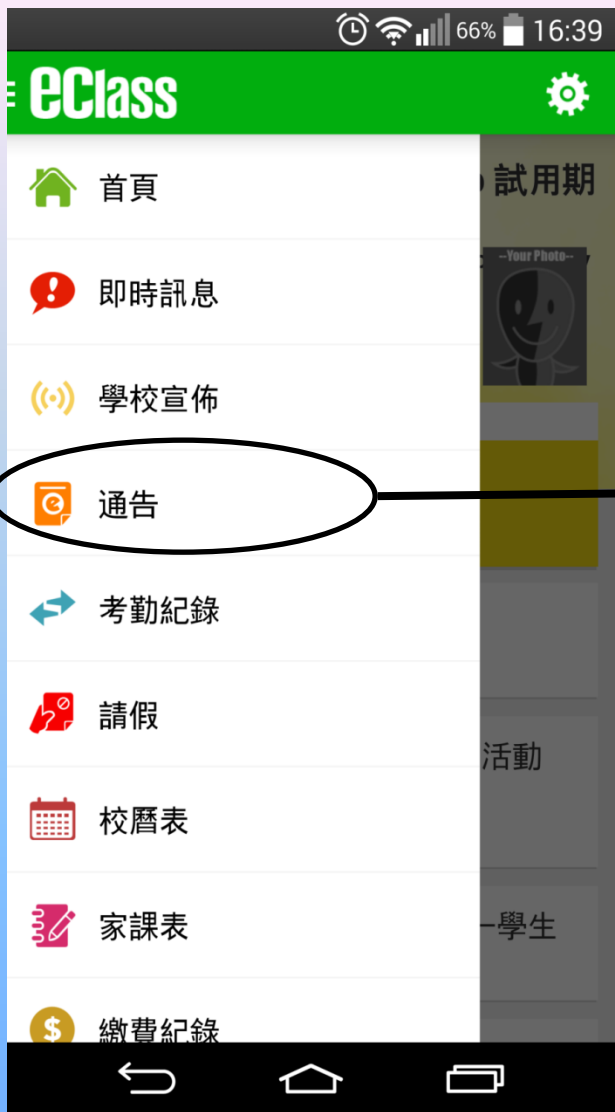 66% 16:39
eClass
首頁
試用期
--Your Photo--
即時訊息
學校宣佈
通告
考勤紀錄
請假
活動
校曆表
家課表
一學生
$ 繳費紀錄